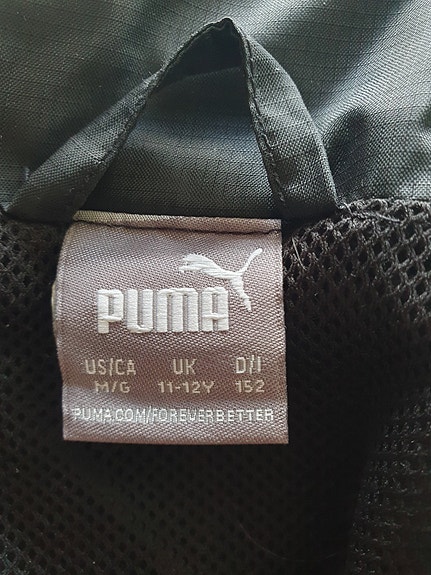 PUMA
US/CA UK D/I
M/G 11-12Y 152
PUMA.COM/FOREVERBETTER